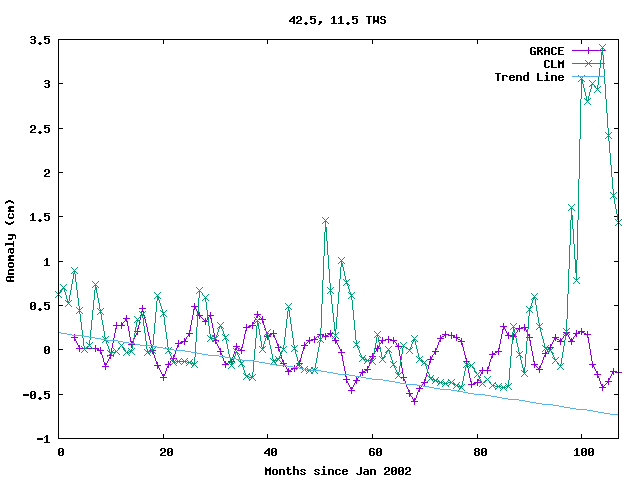 42.5, 11.5 TWS
GRACE
CLM
Trend Line
3.5
3
2.5
2
1.5
1
0.5
0
-0.5
-1
Anomaly (cm)
0 20 40 60 80 100
Months since Jan 2002